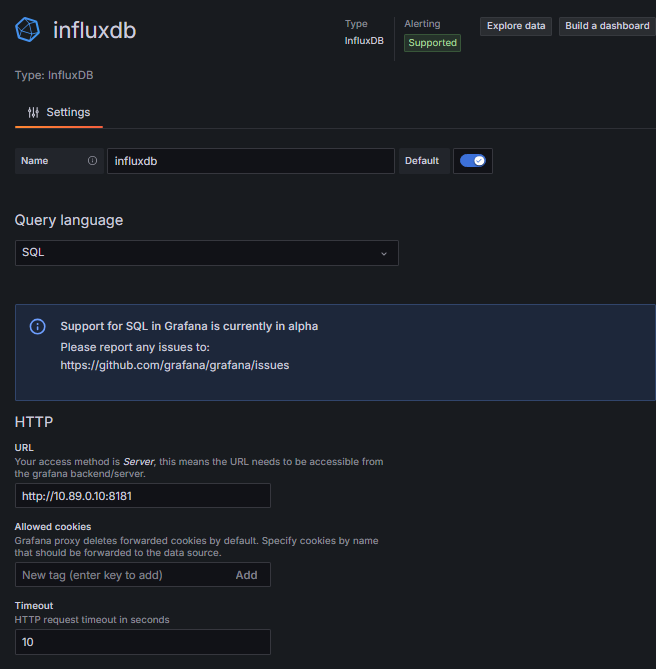 influxdb
Type
InfluxDB
Alerting
Supported
Explore data
Build a dashboard
Type: InfluxDB
Settings
Name
influxdb
Default
Query language
SQL
Support for SQL in Grafana is currently in alpha
Please report any issues to:
https://github.com/grafana/grafana/issues
HTTP
URL
Your access method is Server, this means the URL needs to be accessible from
the grafana backend/server.
http://10.89.0.10:8181
Allowed cookies
Grafana proxy deletes forwarded cookies by default. Specify cookies by name
that should be forwarded to the data source.
New tag (enter key to add)
Add
Timeout
HTTP request timeout in seconds
10